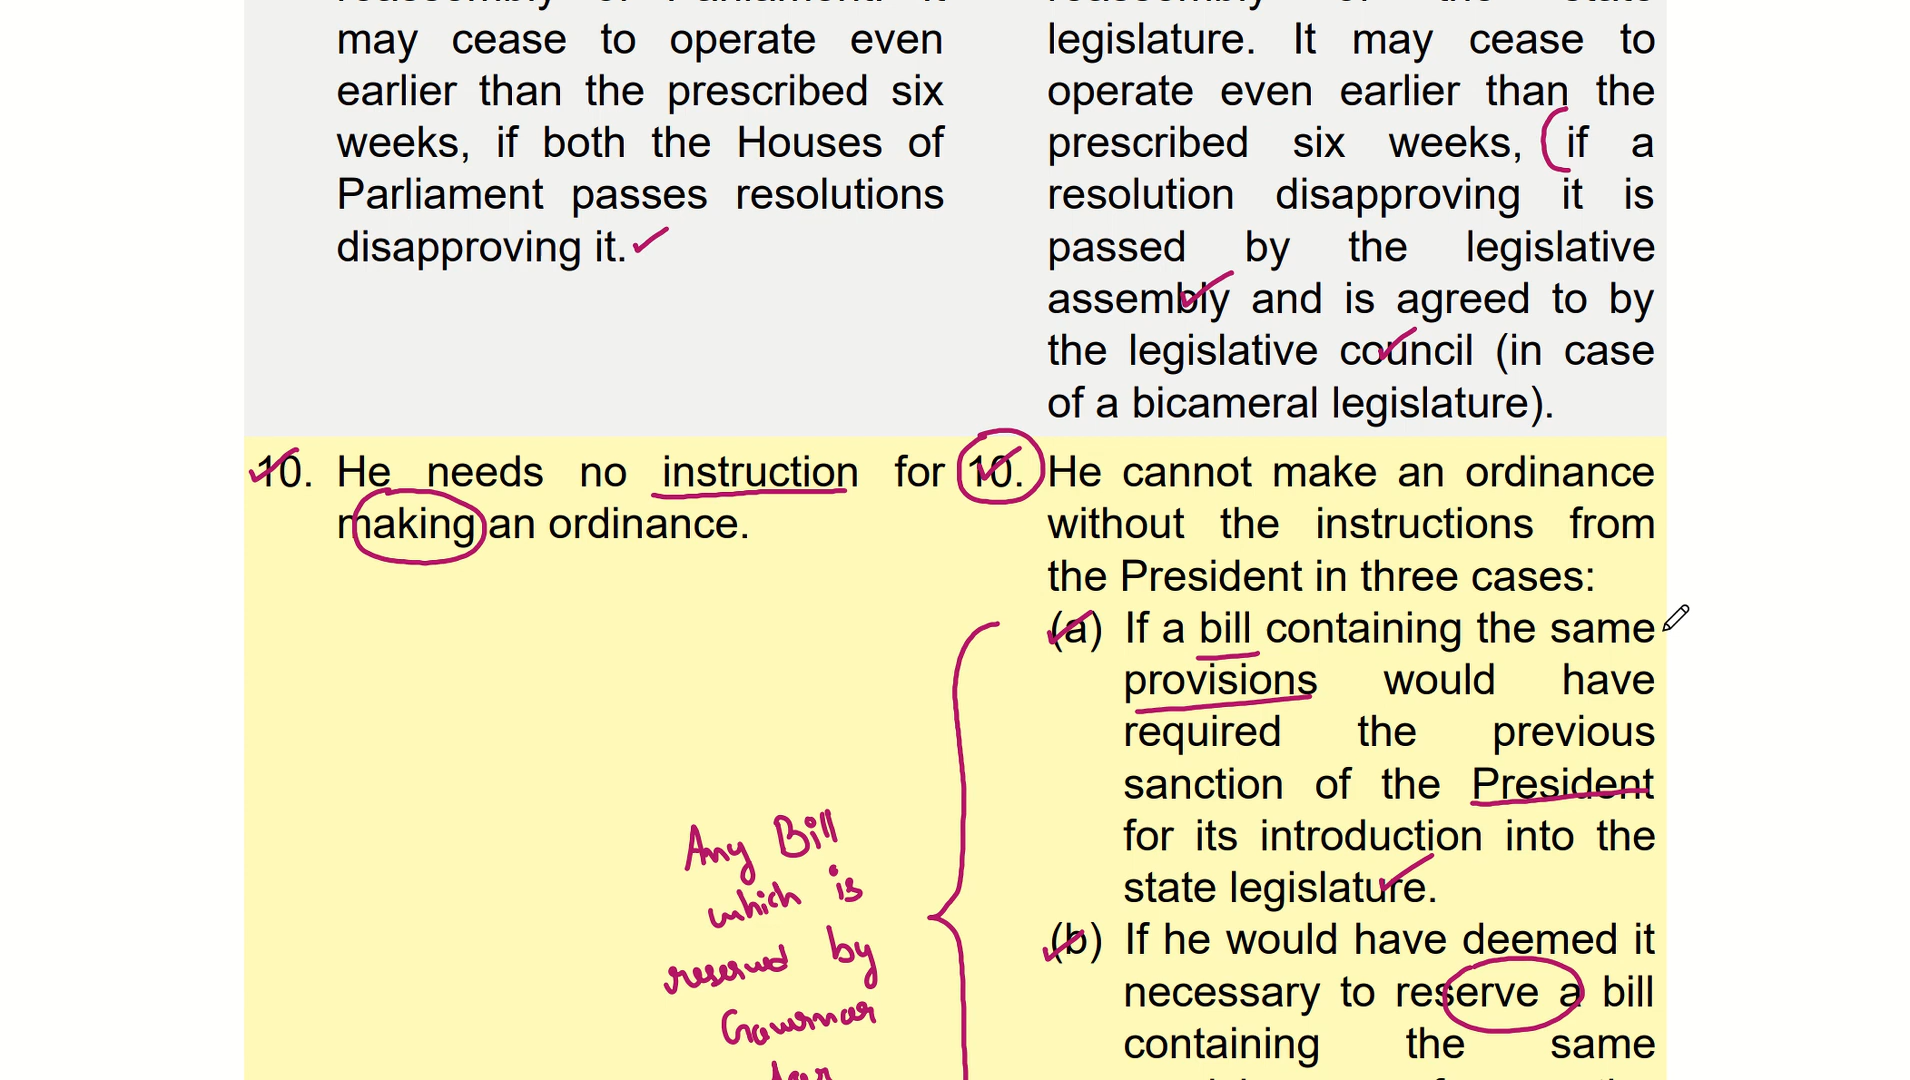 may cease to operate even
earlier than the prescribed six
weeks, if both the Houses of
Parliament passes resolutions
disapproving it.
legislature. It may cease to
operate even earlier than the
prescribed six weeks, if a
resolution disapproving it is
passed by the legislative
assembly and is agreed to by
the legislative council (in case
of a bicameral legislature).
10. He needs no instruction for
making an ordinance.
10. He cannot make an ordinance
without the instructions from
the President in three cases:
(a) If a bill containing the same
provisions would have
required the previous
sanction of the President
for its introduction into the
state legislature.
(b) If he would have deemed it
necessary to reserve a bill
containing the same
Any Bill
which is
reserved by
Governor